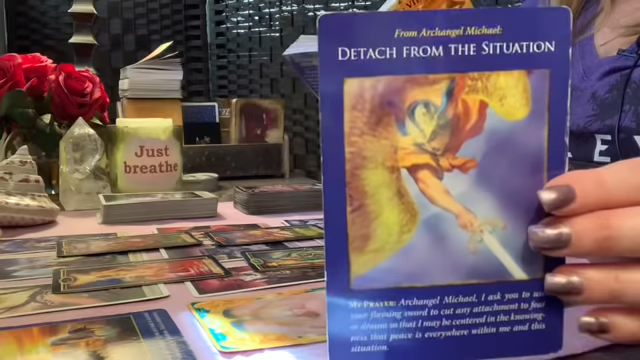 From Archangel Michael:
DETACH FROM THE SITUATION
Just
breathe
MY PRAYER: Archangel Michael, I ask you to use
your flaming sword to cut any attachment to fear
or drama so that I may be centered in the knowing-
ness that peace is everywhere within me and this
situation.